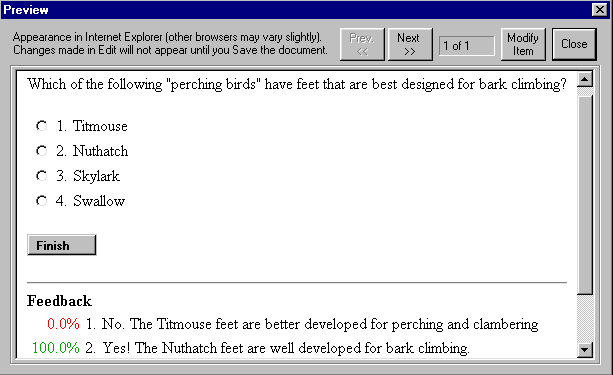 Preview
Appearance in Internet Explorer (other browsers may vary slightly).
Changes made in Edit will not appear until you Save the document.
Prev.
<<
Next
>>
1 of 1
Modify
Item
Close
Which of the following "perching birds" have feet that are best designed for bark climbing?
1. Titmouse
2. Nuthatch
3. Skylark
4. Swallow
Finish
Feedback
0.0% 1. No. The Titmouse feet are better developed for perching and clambering
100.0% 2. Yes! The Nuthatch feet are well developed for bark climbing.